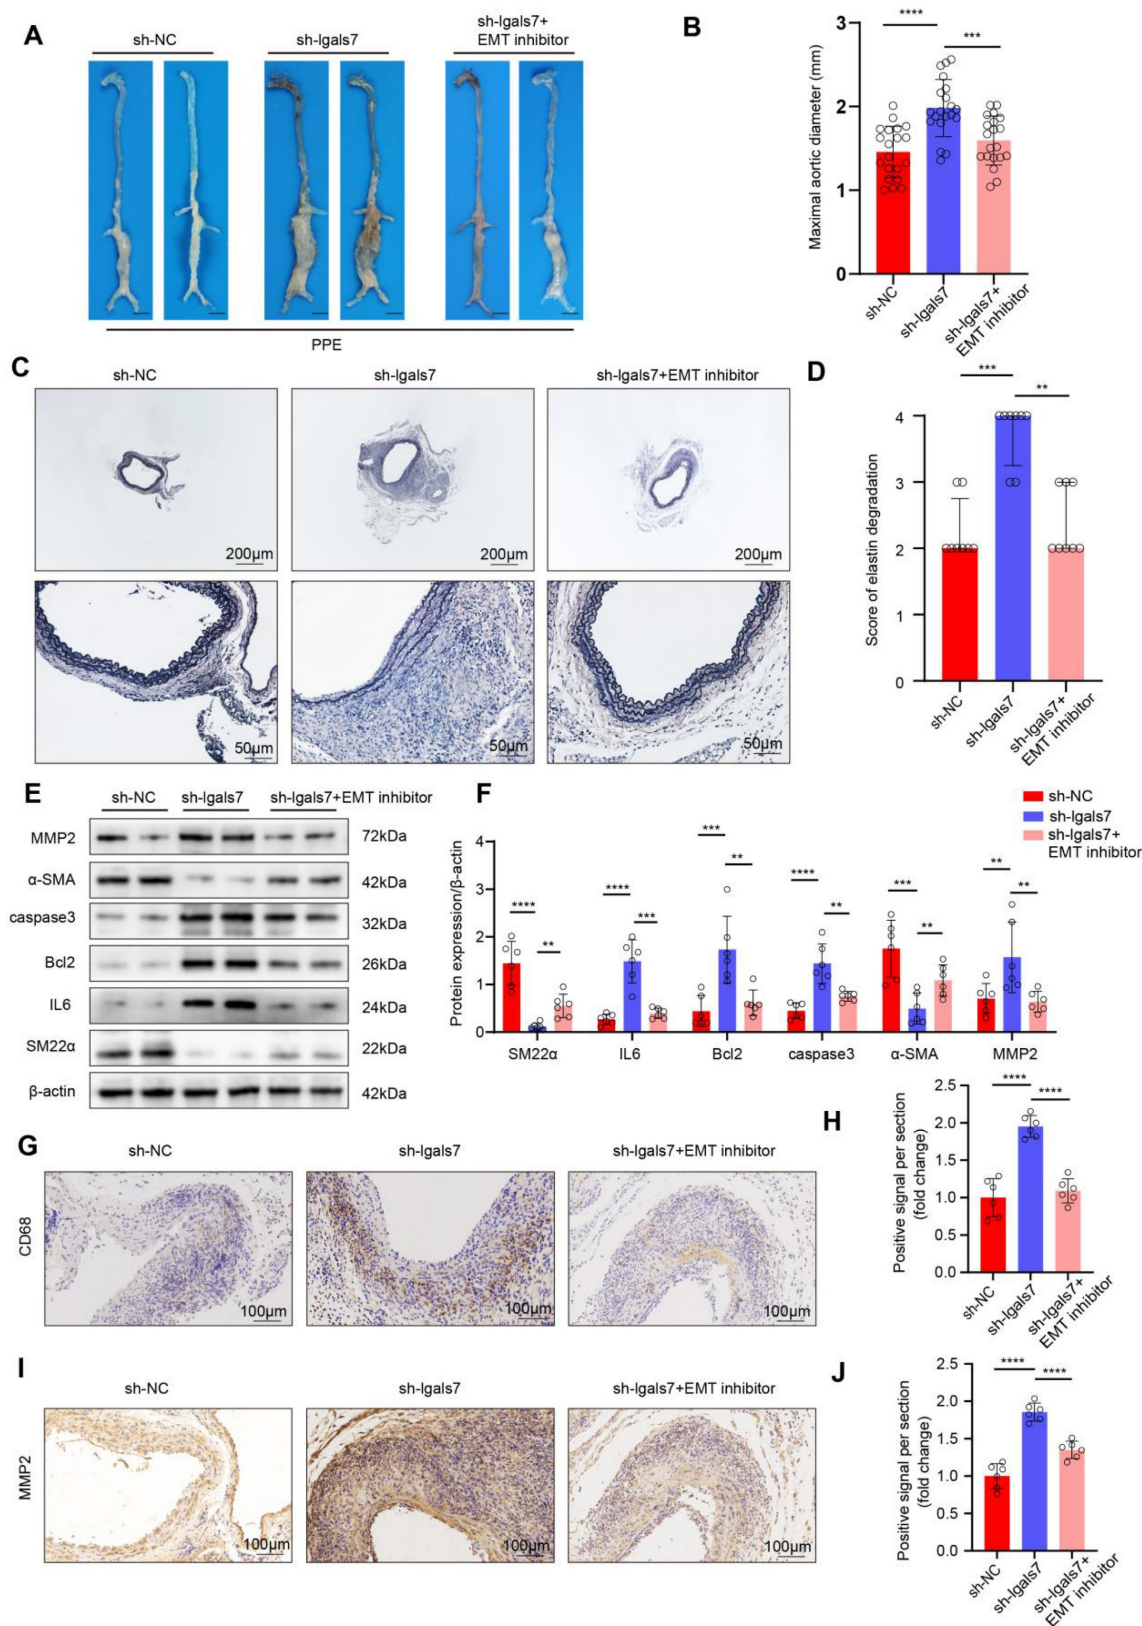 A
sh-NC
sh-lgals7
sh-lgals7+
EMT inhibitor
PPE
B
Maximal aortic diameter (mm)
3
2
1
0
****
***
sh-NC
sh-lgals7
sh-lgals7+
EMT inhibitor
C
sh-NC
sh-lgals7
sh-lgals7+EMT inhibitor
200μm
200μm
200μm
50μm
50μm
50μm
D
Score of elastin degradation
4
3
2
1
0
***
**
sh-NC
sh-lgals7
sh-lgals7+
EMT inhibitor
E
sh-NC
sh-lgals7
sh-lgals7+EMT inhibitor
MMP2
72kDa
α-SMA
42kDa
caspase3
32kDa
Bcl2
26kDa
IL6
24kDa
SM22α
22kDa
β-actin
42kDa
F
sh-NC
sh-lgals7
sh-lgals7+
EMT inhibitor
Protein expression/β-actin
4
3
2
1
0
****
**
****
***
***
**
****
**
***
**
**
**
SM22α
IL6
Bcl2
caspase3
α-SMA
MMP2
G
sh-NC
sh-lgals7
sh-lgals7+EMT inhibitor
CD68
100μm
100μm
100μm
H
Positive signal per section
(fold change)
2.5
2.0
1.5
1.0
0.5
0.0
****
****
sh-NC
sh-lgals7
sh-lgals7+
EMT inhibitor
I
sh-NC
sh-lgals7
sh-lgals7+EMT inhibitor
MMP2
100μm
100μm
100μm
J
Positive signal per section
(fold change)
2.5
2.0
1.5
1.0
0.5
0.0
****
****
sh-NC
sh-lgals7
sh-lgals7+
EMT inhibitor